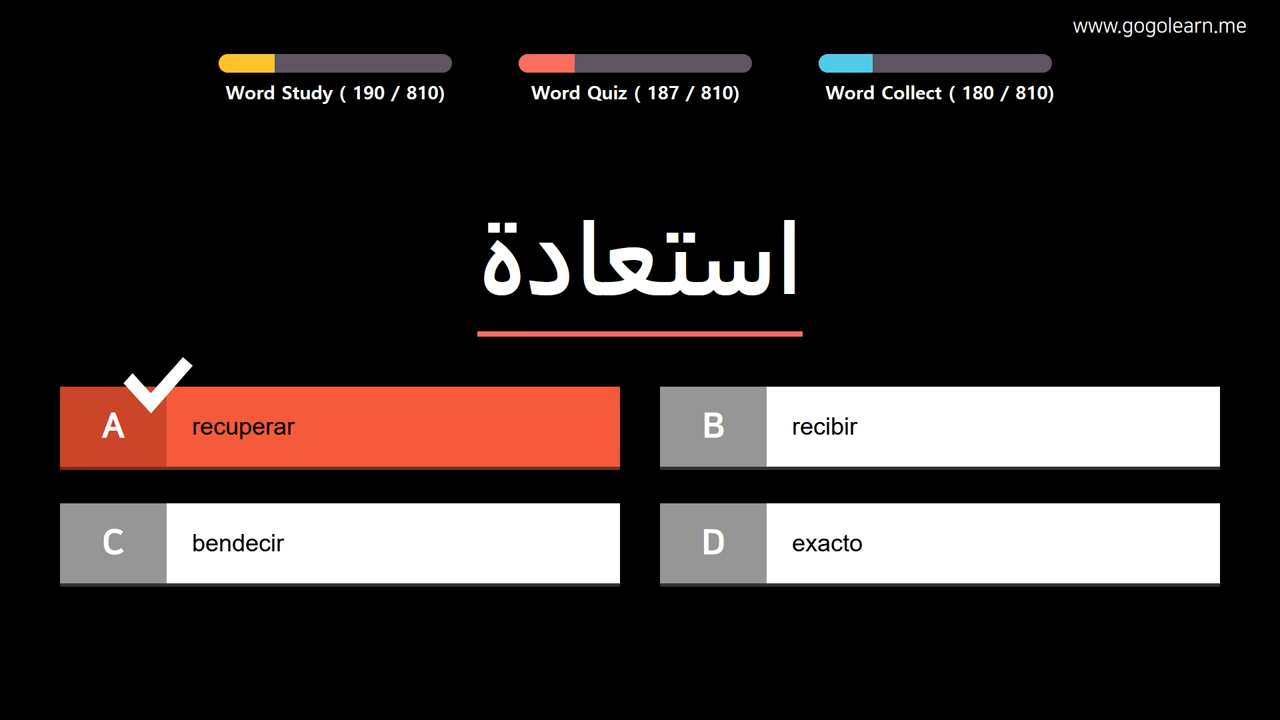 www.gogolearn.me
Word Study ( 190 / 810)
Word Quiz ( 187 / 810)
Word Collect ( 180 / 810)
استعادة
A recuperar
B recibir
C bendecir
D exacto